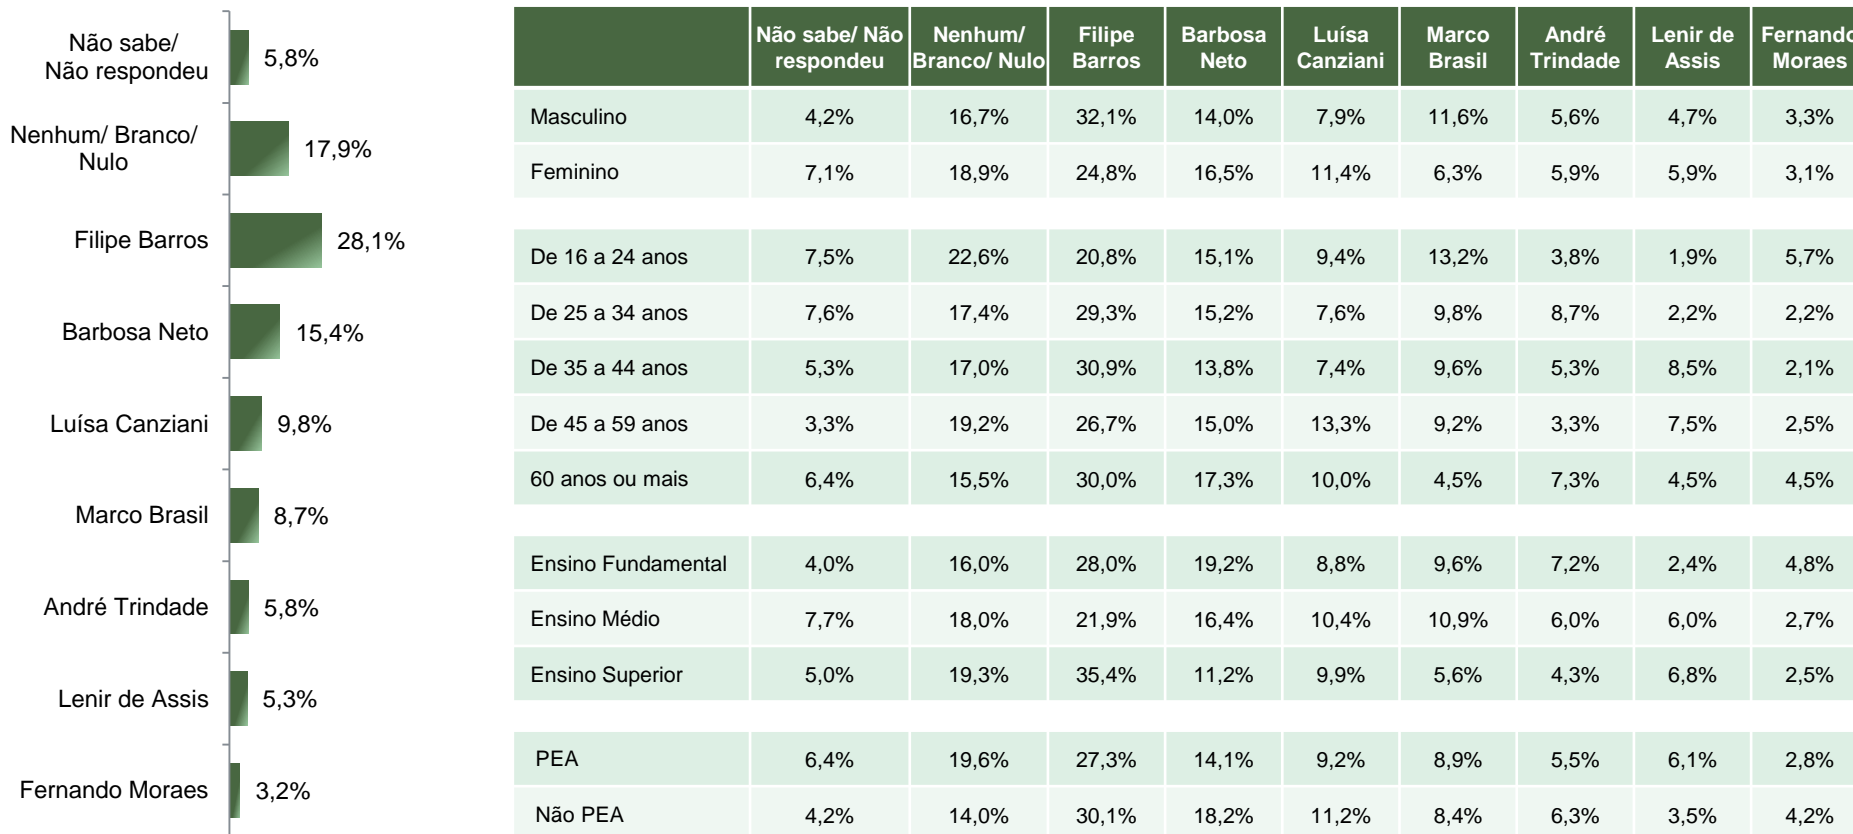 Não sabe/
Não respondeu
5,8%
Nenhum/ Branco/
Nulo
17,9%
Filipe Barros
28,1%
Barbosa Neto
15,4%
Luísa Canziani
9,8%
Marco Brasil
8,7%
André Trindade
5,8%
Lenir de Assis
5,3%
Fernando Moraes
3,2%
Não sabe/ Não respondeu Nenhum/ Branco/ Nulo Filipe Barros Barbosa Neto Luísa Canziani Marco Brasil André Trindade Lenir de Assis Fernando Moraes
Masculino 4,2% 16,7% 32,1% 14,0% 7,9% 11,6% 5,6% 4,7% 3,3%
Feminino 7,1% 18,9% 24,8% 16,5% 11,4% 6,3% 5,9% 5,9% 3,1%
De 16 a 24 anos 7,5% 22,6% 20,8% 15,1% 9,4% 13,2% 3,8% 1,9% 5,7%
De 25 a 34 anos 7,6% 17,4% 29,3% 15,2% 7,6% 9,8% 8,7% 2,2% 2,2%
De 35 a 44 anos 5,3% 17,0% 30,9% 13,8% 7,4% 9,6% 5,3% 8,5% 2,1%
De 45 a 59 anos 3,3% 19,2% 26,7% 15,0% 13,3% 9,2% 3,3% 7,5% 2,5%
60 anos ou mais 6,4% 15,5% 30,0% 17,3% 10,0% 4,5% 7,3% 4,5% 4,5%
Ensino Fundamental 4,0% 16,0% 28,0% 19,2% 8,8% 9,6% 7,2% 2,4% 4,8%
Ensino Médio 7,7% 18,0% 21,9% 16,4% 10,4% 10,9% 6,0% 6,0% 2,7%
Ensino Superior 5,0% 19,3% 35,4% 11,2% 9,9% 5,6% 4,3% 6,8% 2,5%
PEA 6,4% 19,6% 27,3% 14,1% 9,2% 8,9% 5,5% 6,1% 2,8%
Não PEA 4,2% 14,0% 30,1% 18,2% 11,2% 8,4% 6,3% 3,5% 4,2%